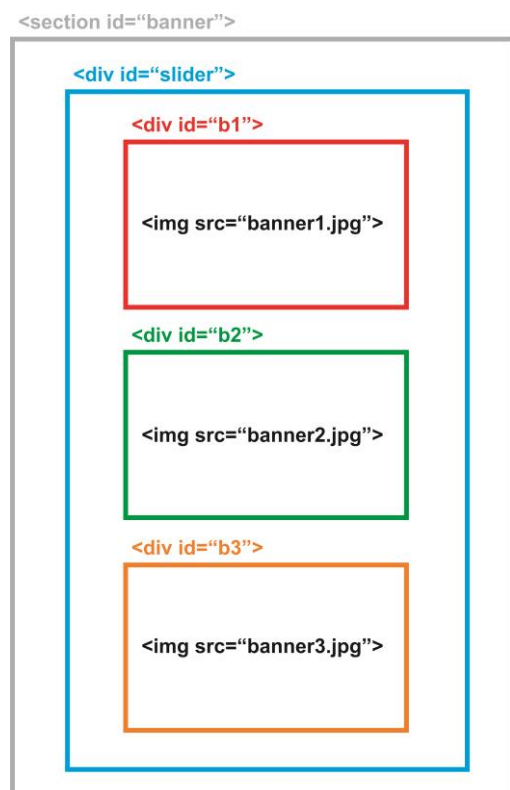 <section id=“banner”>
<div id=“slider”>
<div id=“b1”>
<img src=“banner1.jpg”>
<div id=“b2”>
<img src=“banner2.jpg”>
<div id=“b3”>
<img src=“banner3.jpg”>